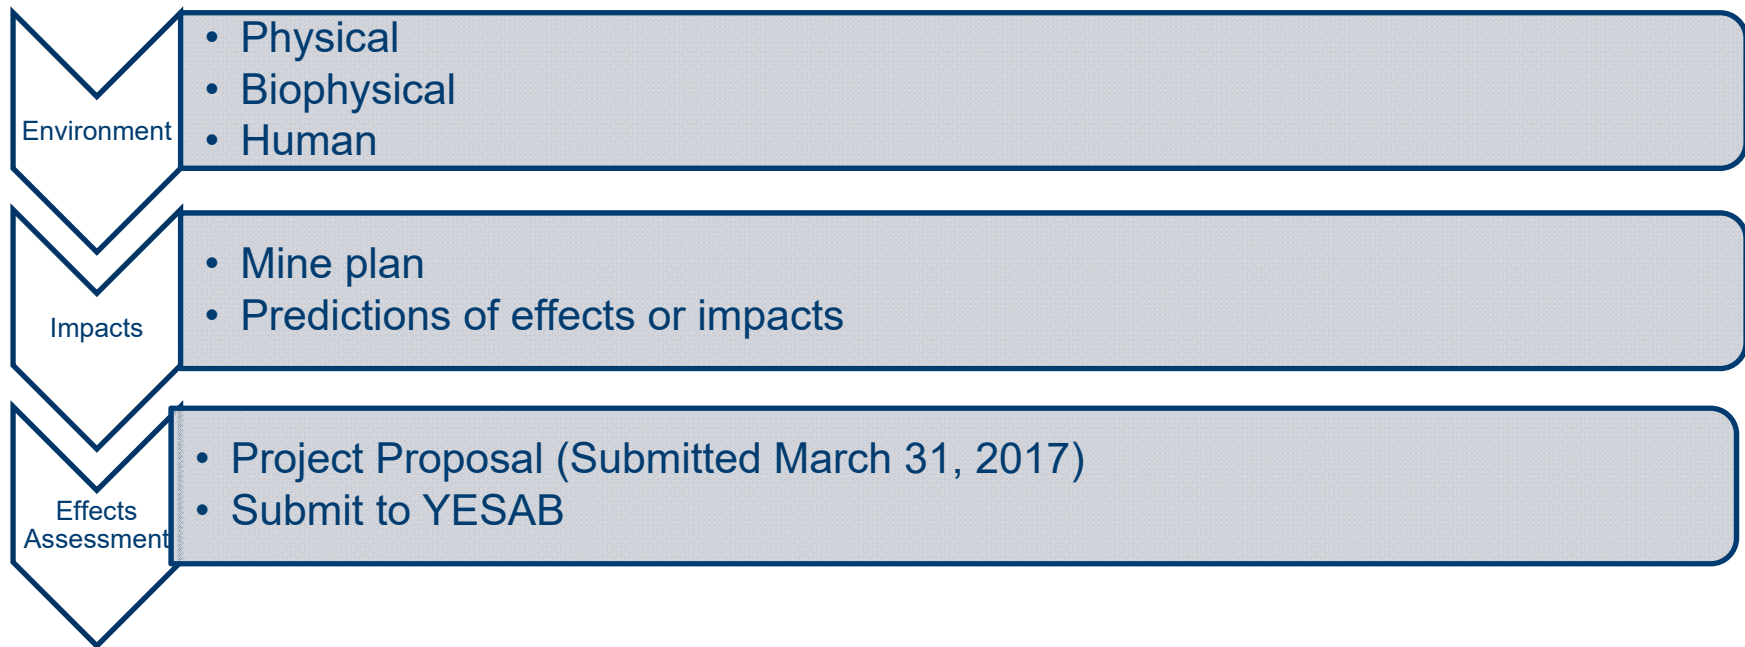 Environment
• Physical
• Biophysical
• Human
Impacts
• Mine plan
• Predictions of effects or impacts
Effects
Assessment
• Project Proposal (Submitted March 31, 2017)
• Submit to YESAB